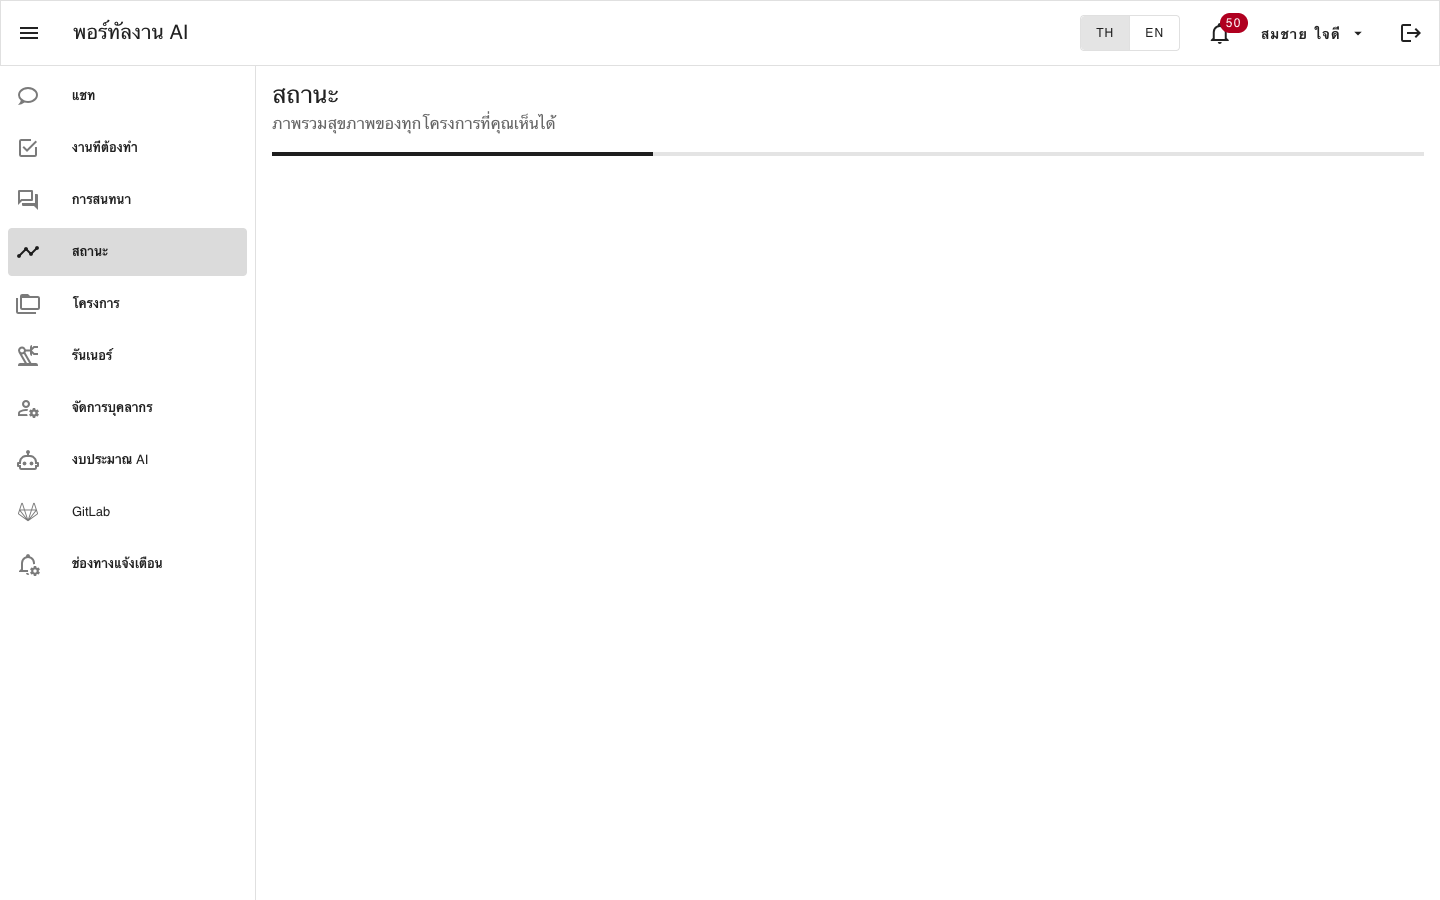 พอร์ทัลงาน AI
TH
EN
50
สมชาย ใจดี
แชท
งานที่ต้องทำ
การสนทนา
สถานะ
โครงการ
รันเนอร์
จัดการบุคลากร
งบประมาณ AI
GitLab
ช่องทางแจ้งเตือน
สถานะ
ภาพรวมสุขภาพของทุกโครงการที่คุณเห็นได้